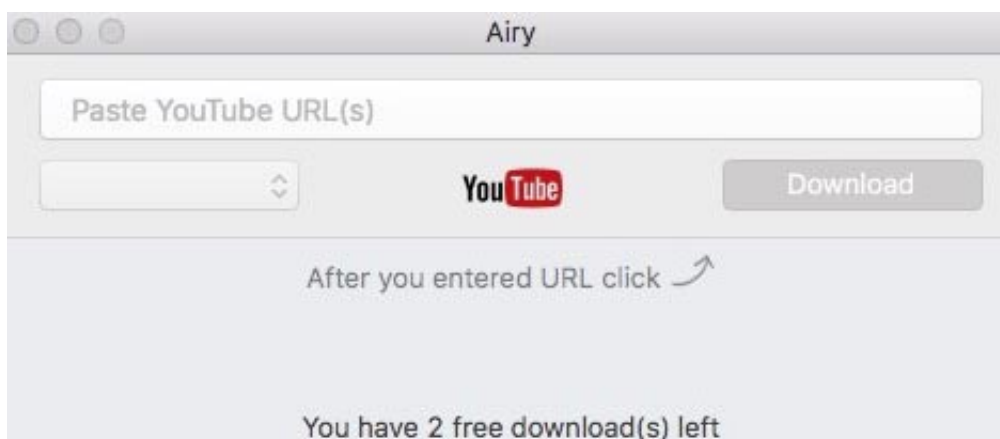 Airy
Paste YouTube URL(s)
YouTube
Download
After you entered URL click
You have 2 free download(s) left